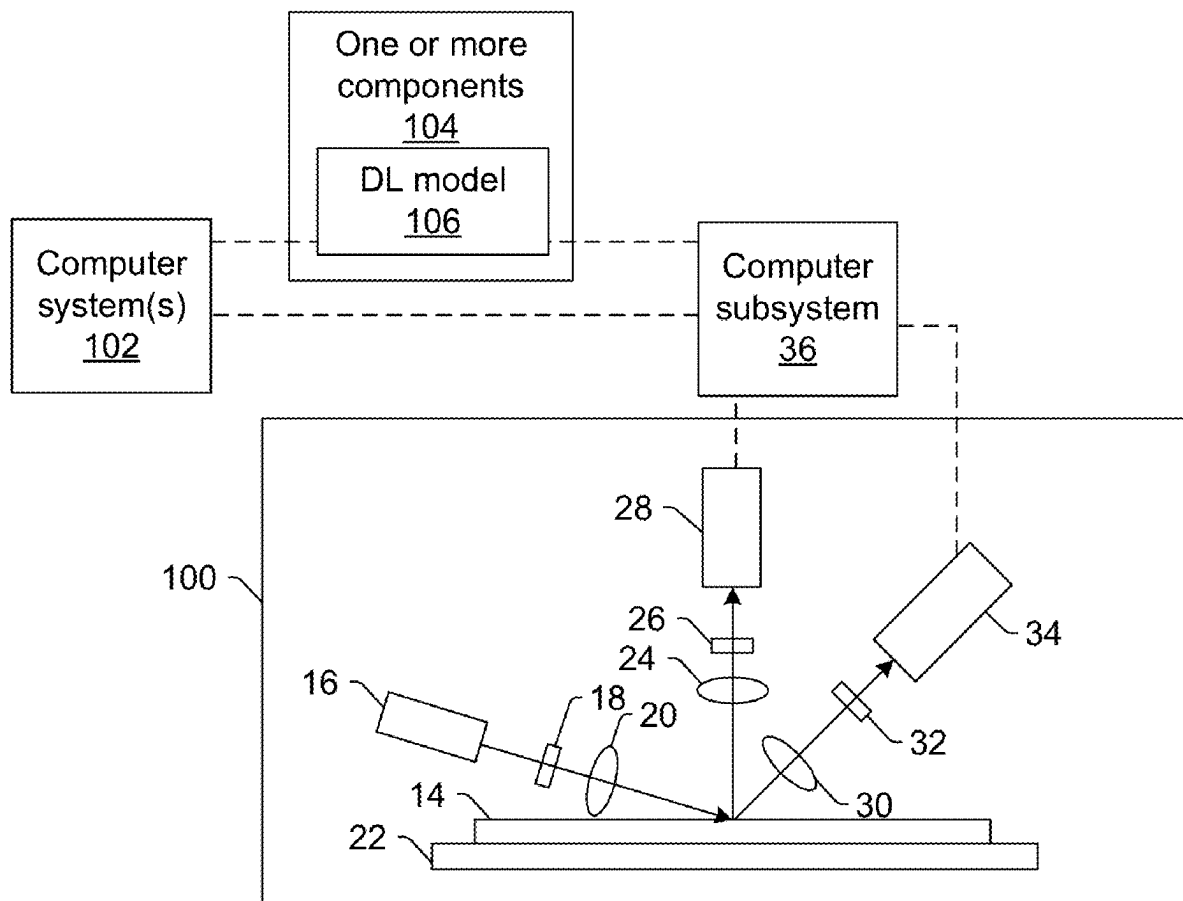 One or more
components
104
DL model
106
Computer
system(s)
102
Computer
subsystem
36
28
100
26
34
24
16
18
20
32
30
14
22